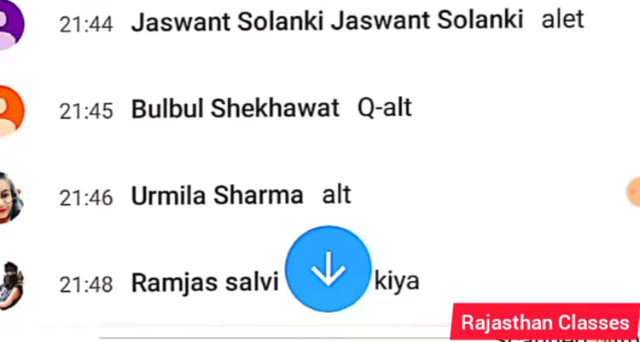 21:44 Jaswant Solanki Jaswant Solanki alet
21:45 Bulbul Shekhawat Q-alt
21:46 Urmila Sharma alt
21:48 Ramjas salvi kiya
Rajasthan Classes